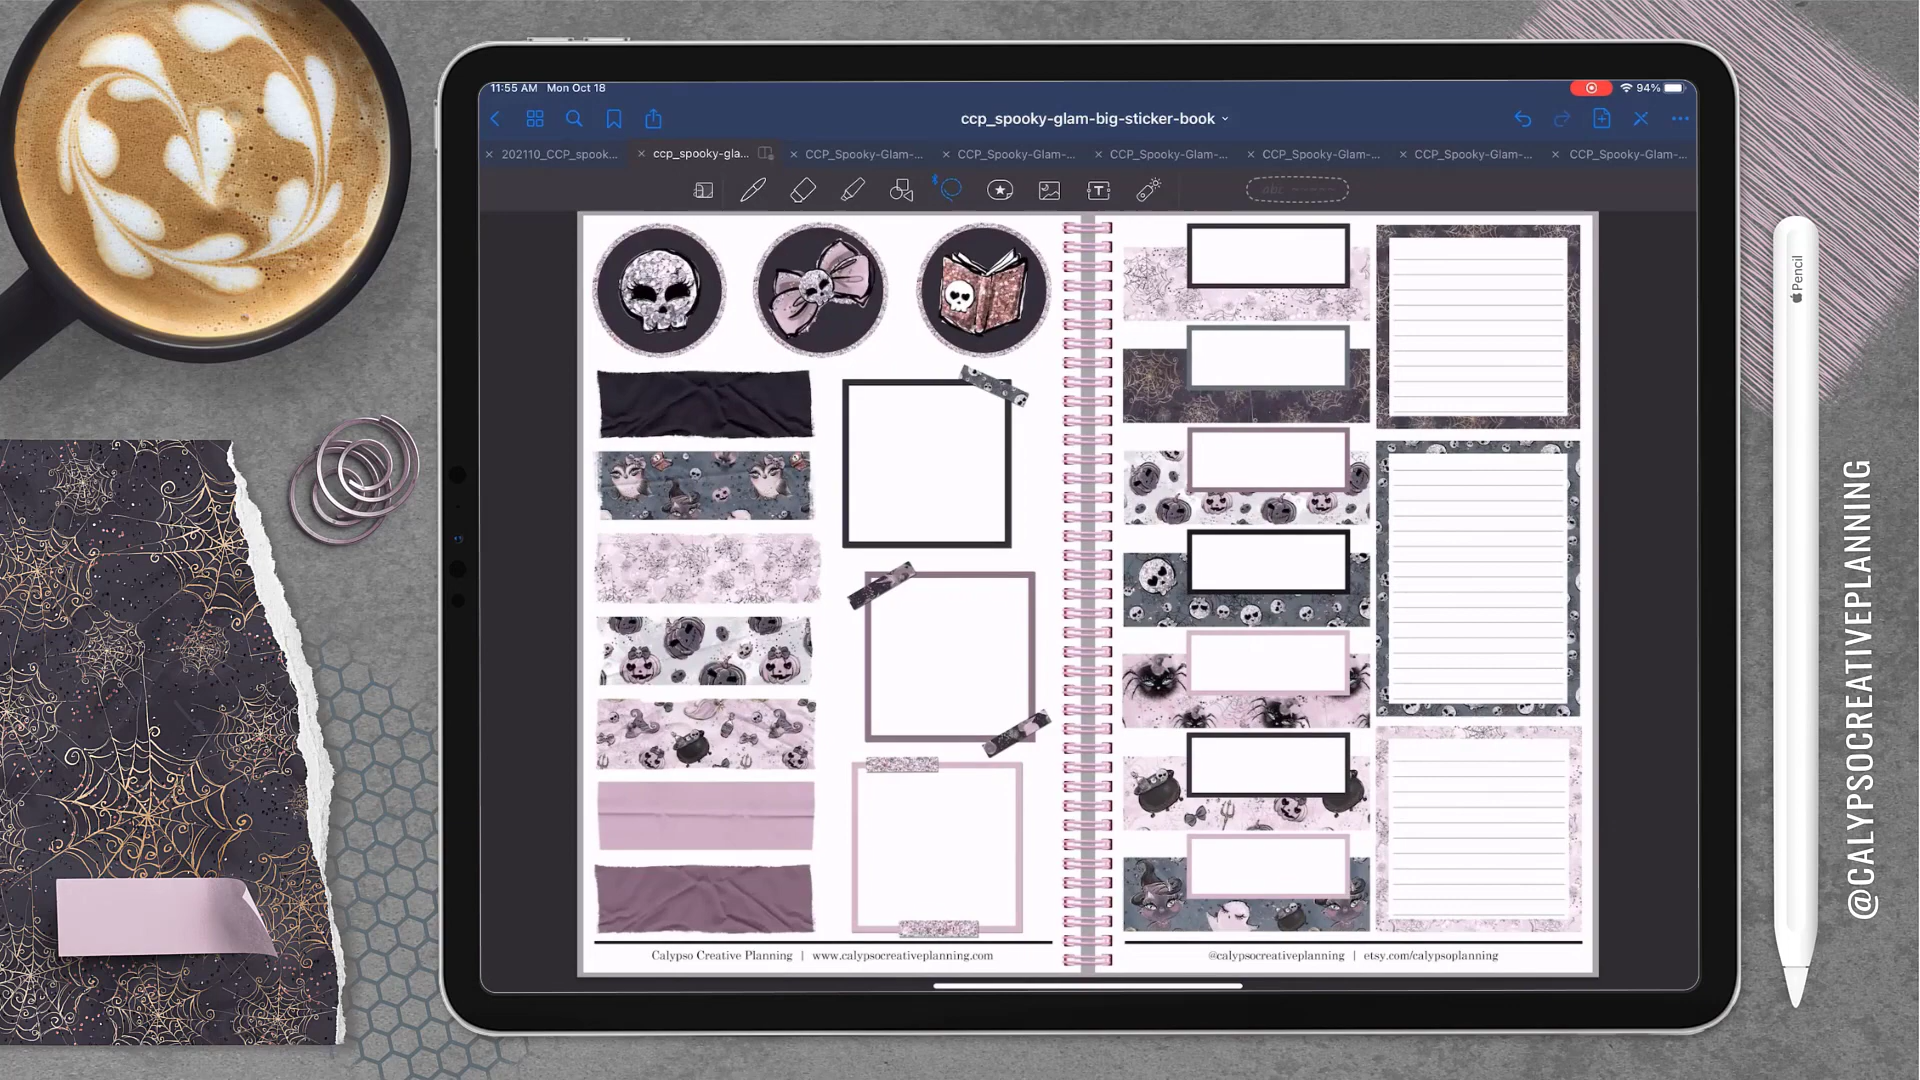 11:55 AM Mon Oct 18
94%
ccp_spooky-glam-big-sticker-book
202110_CCP_spook...
ccp_spooky-gla...
CCP_Spooky-Glam-...
CCP_Spooky-Glam-...
CCP_Spooky-Glam-...
CCP_Spooky-Glam-...
CCP_Spooky-Glam-...
CCP_Spooky-Glam-...
Calypso Creative Planning | www.calypsocreativeplanning.com
@calypsocreativeplanning | etsy.com/calypsoplanning
Pencil
@CALYPSOCREATIVEPLANNING